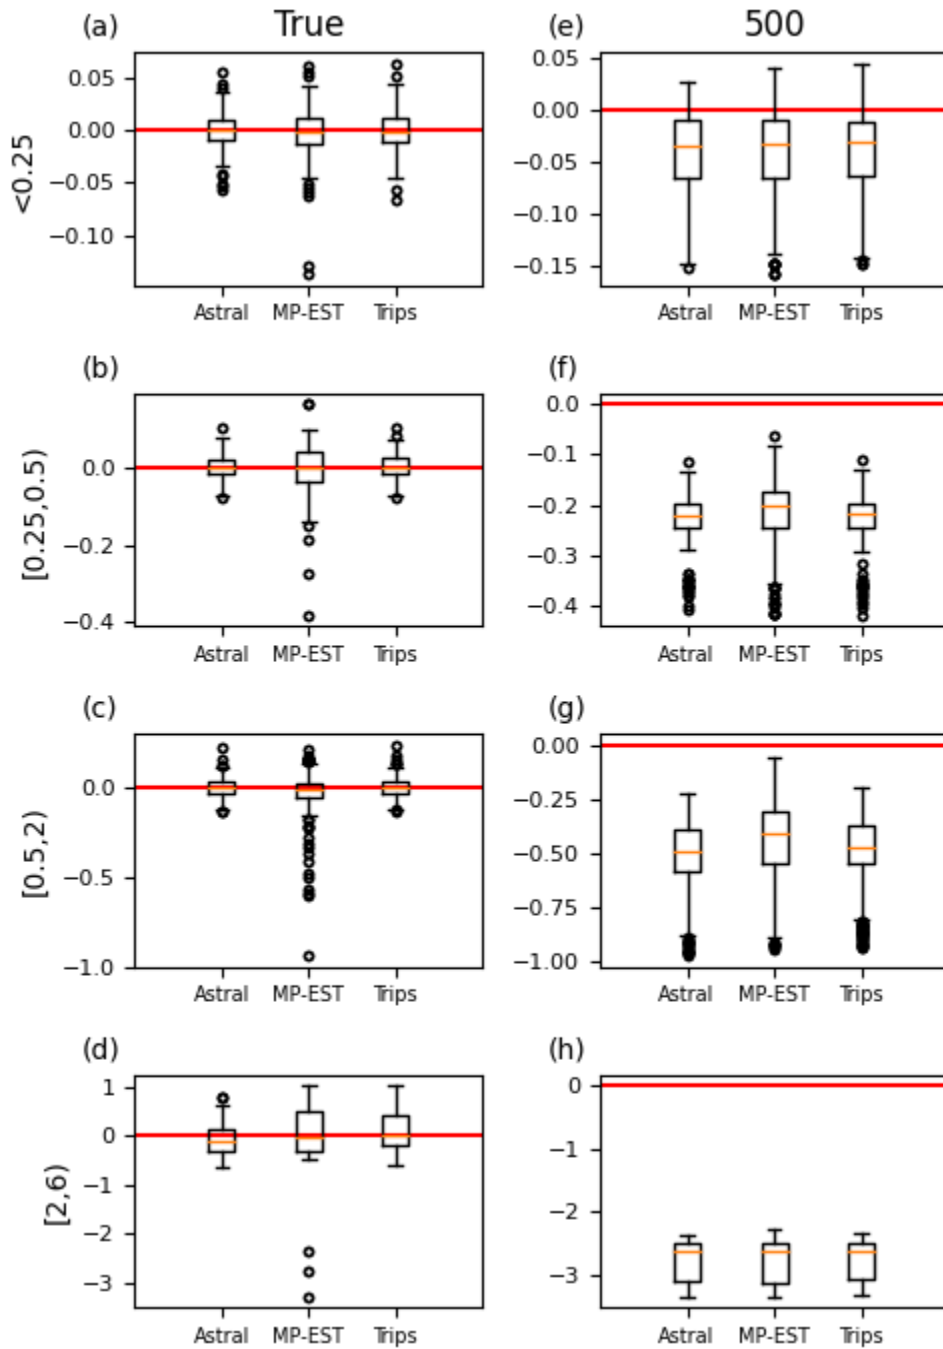 True
500
(a)
<0.25
0.05
0.00
−0.05
−0.10
Astral MP-EST Trips
(e)
0.05
0.00
−0.05
−0.10
−0.15
Astral MP-EST Trips
(b)
[0.25,0.5)
0.0
−0.2
−0.4
Astral MP-EST Trips
(f)
0.0
−0.1
−0.2
−0.3
−0.4
Astral MP-EST Trips
(c)
[0.5,2)
0.0
−0.5
−1.0
Astral MP-EST Trips
(g)
0.00
−0.25
−0.50
−0.75
−1.00
Astral MP-EST Trips
(d)
[2,6)
1
0
−1
−2
−3
Astral MP-EST Trips
(h)
0
−1
−2
−3
Astral MP-EST Trips